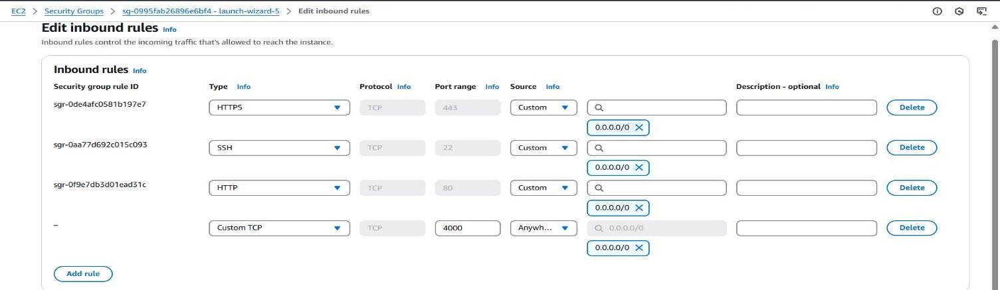 EC2 > Security Groups > sg-0995fab26896e6bf4 - launch-wizard-5 > Edit inbound rules
Edit inbound rules Info
Inbound rules control the incoming traffic that's allowed to reach the instance.
Inbound rules Info
Security group rule ID Type Info Protocol Info Port range Info Source Info Description - optional Info
sgr-0de4afc0581b197e7 HTTPS TCP 443 Custom Delete
0.0.0.0/0
sgr-0aa77d692c015c093 SSH TCP 22 Custom Delete
0.0.0.0/0
sgr-0f9e7db3d01ead31c HTTP TCP 80 Custom Delete
0.0.0.0/0
– Custom TCP TCP 4000 Anywh... 0.0.0.0/0 Delete
0.0.0.0/0
Add rule